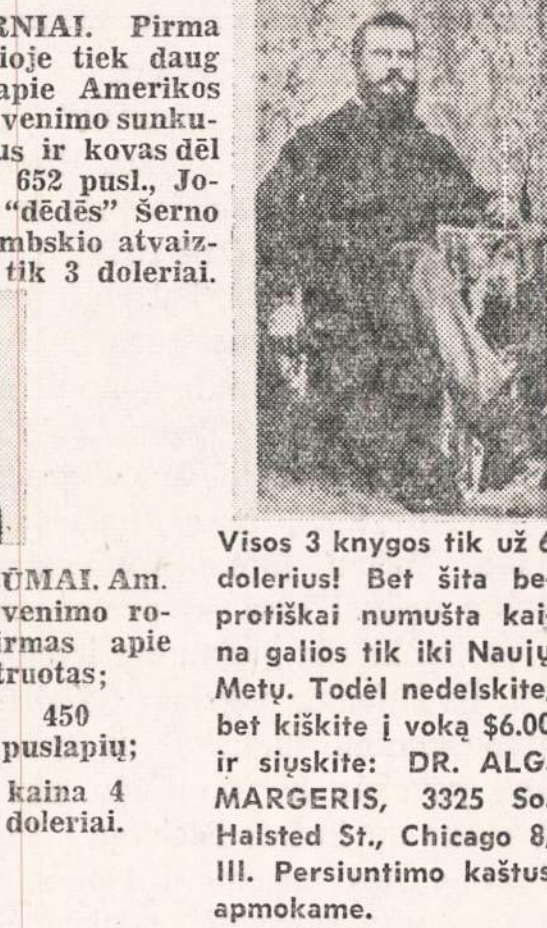 RNIAI. Pirma
ioje tiek daug
apie Amerikos
venimo sunku-
us ir kovas dėl
652 pusl., Jo-
"dėdės" Šerno
mbskio atvaiz-
tik 3 doleriai.
ŪMAI. Am.
venimo ro-
irmas apie
truotas;
450
puslapių;
kaina 4
doleriai.
Visos 3 knygos tik už 6
dolerius! Bet šita be-
protiškai numušta kai-
na galios tik iki Naujų
Metų. Todėl nedelskite,
bet kiškite į voką $6.00
ir siųskite: DR. ALG.
MARGERIS, 3325 So.
Halsted St., Chicago 8,
Ill. Persiuntimo kaštus
apmokame.